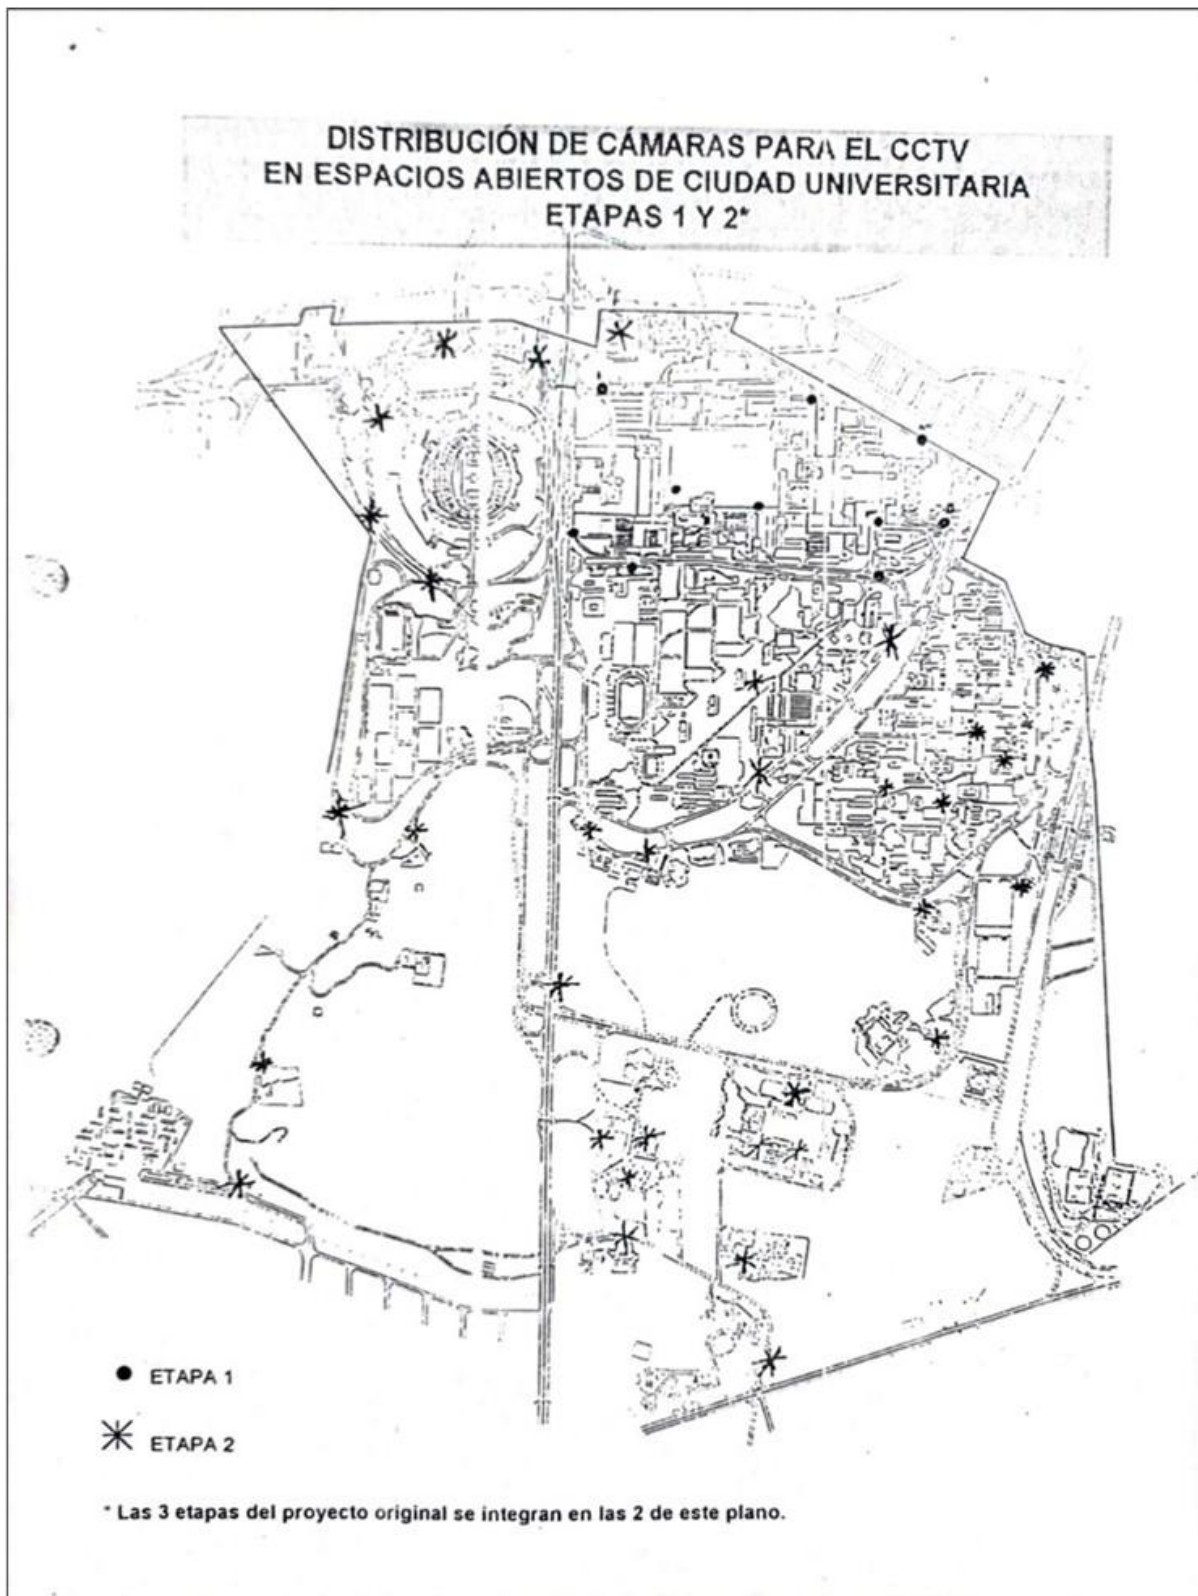 DISTRIBUCIÓN DE CÁMARAS PARA EL CCTV
EN ESPACIOS ABIERTOS DE CIUDAD UNIVERSITARIA
ETAPAS 1 Y 2*
ETAPA 1
ETAPA 2
* Las 3 etapas del proyecto original se integran en las 2 de este plano.